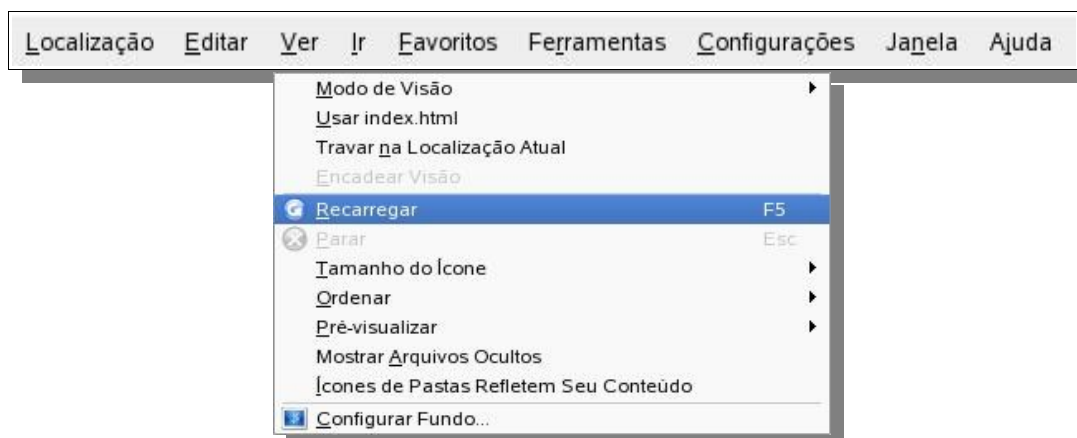 Localização Editar Ver Ir Favoritos Ferramentas Configurações Janela Ajuda
Modo de Visão
Usar index.html
Travar na Localização Atual
Encadear Visão
Recarregar F5
Parar Esc
Tamanho do Ícone
Ordenar
Pré-visualizar
Mostrar Arquivos Ocultos
Ícones de Pastas Refletem Seu Conteúdo
Configurar Fundo...